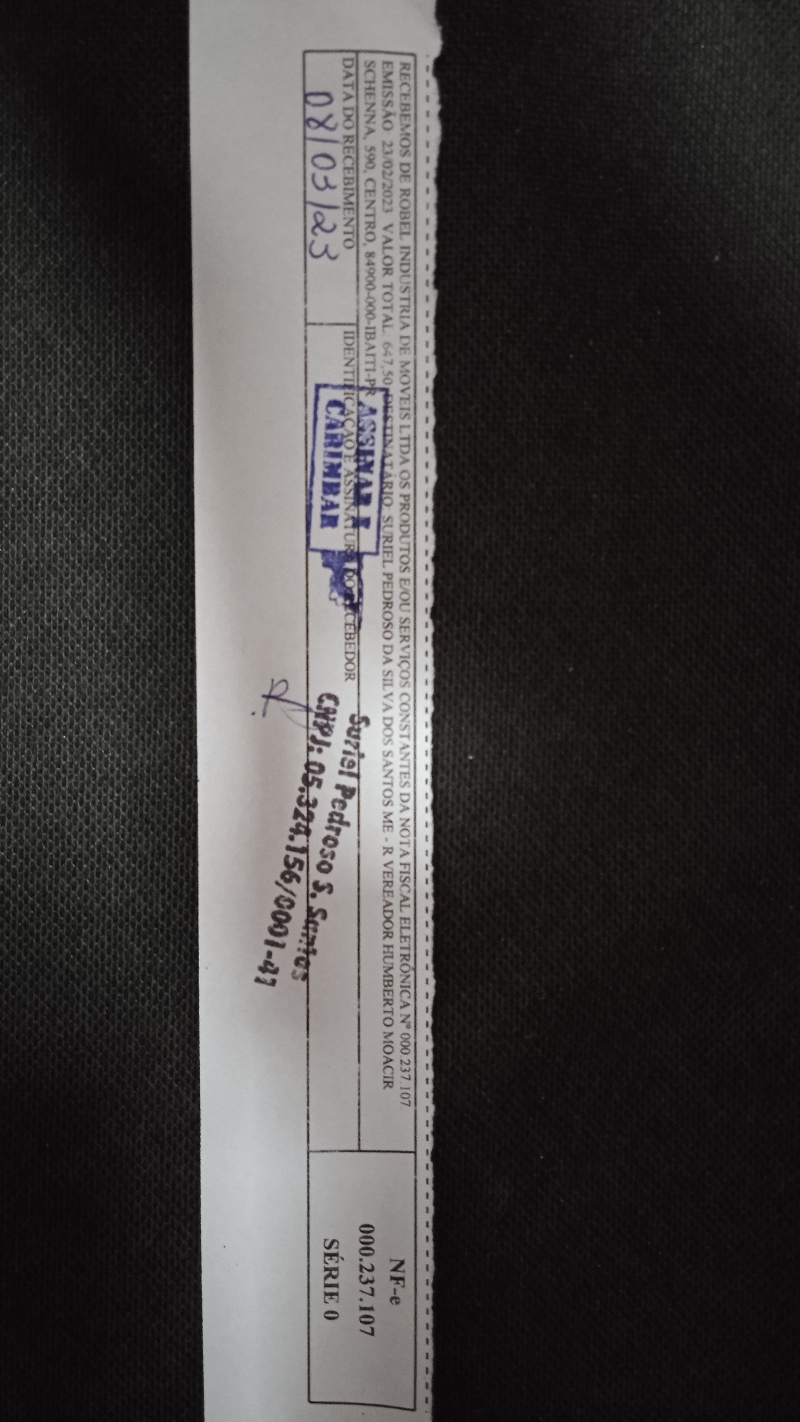 RECEBEMOS DE ROBEL INDUSTRIA DE MOVEIS LTDA OS PRODUTOS E/OU SERVIÇOS CONSTANTES DA NOTA FISCAL ELETRÔNICA Nº 000.237.107
EMISSÃO: 23/02/2023 VALOR TOTAL: 647,50 DESTINATARIO: SURIEL PEDROSO DA SILVA DOS SANTOS ME - R VEREADOR HUMBERTO MOACIR
SCHENNA, 590, CENTRO, 84900-000-IBAITI-PR
DATA DO RECEBIMENTO
08/03/23
IDENTIFICAÇÃO E ASSINATURA DO RECEBEDOR
ASSINAR E
CARIMBAR
Suriel Pedroso S. Santos
CNPJ: 05.324.156/0001-47
NF-e
000.237.107
SÉRIE 0